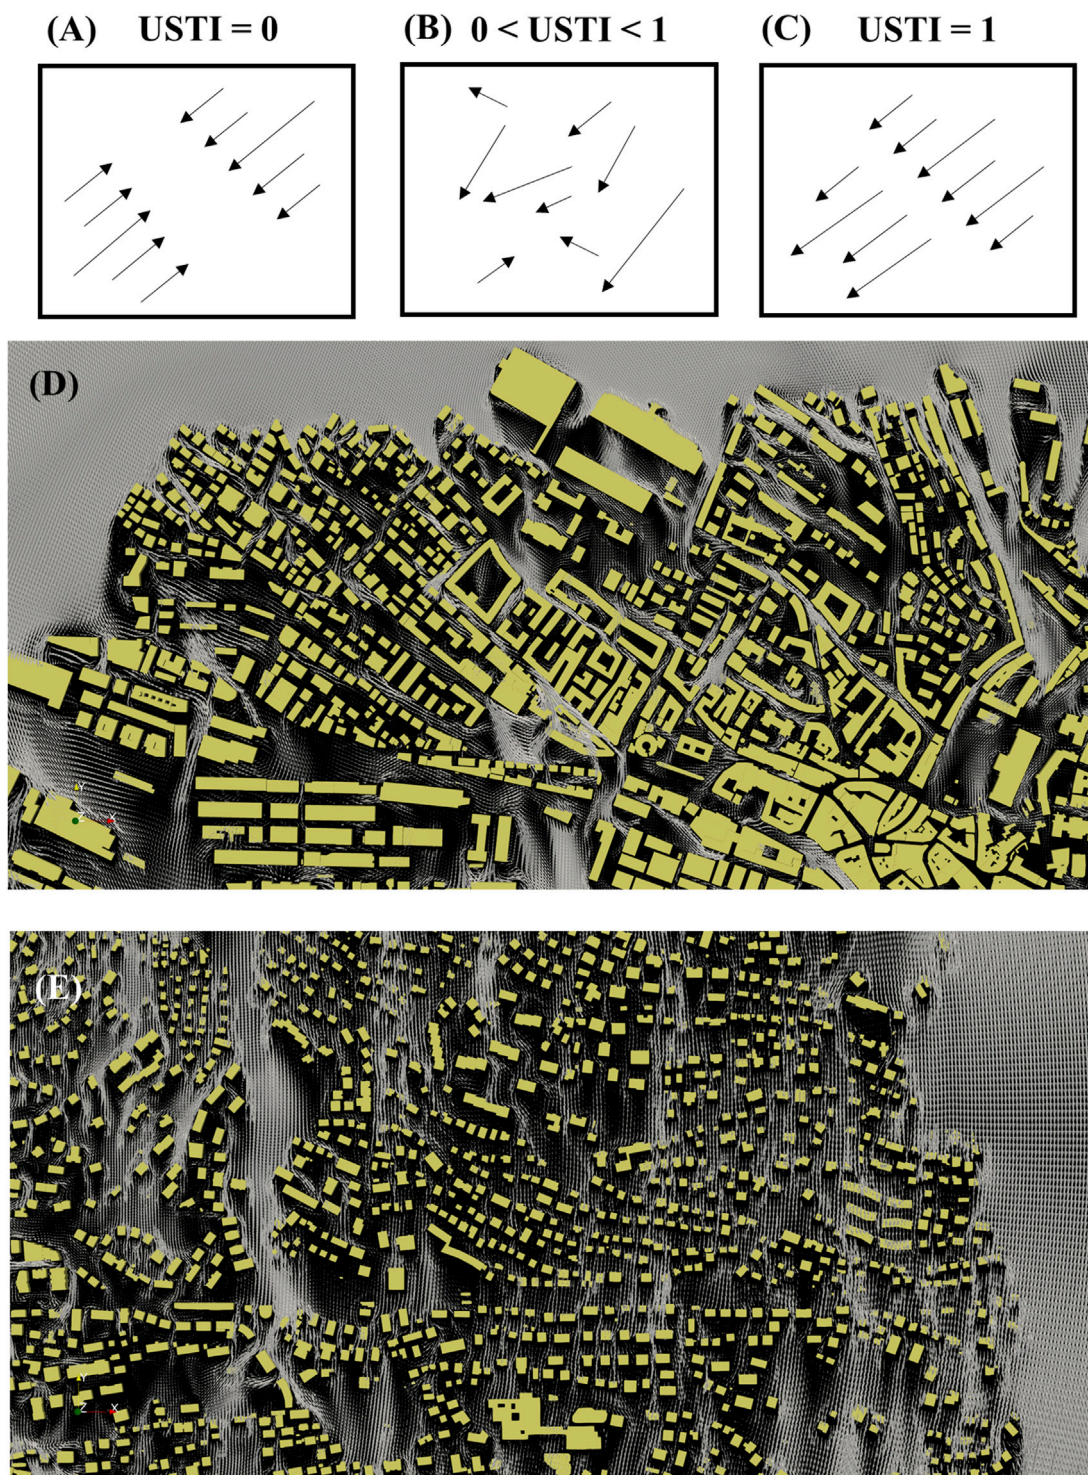 (A) USTI = 0
(B) 0 < USTI < 1
(C) USTI = 1
(D)
Y
(E)
Y
Z X